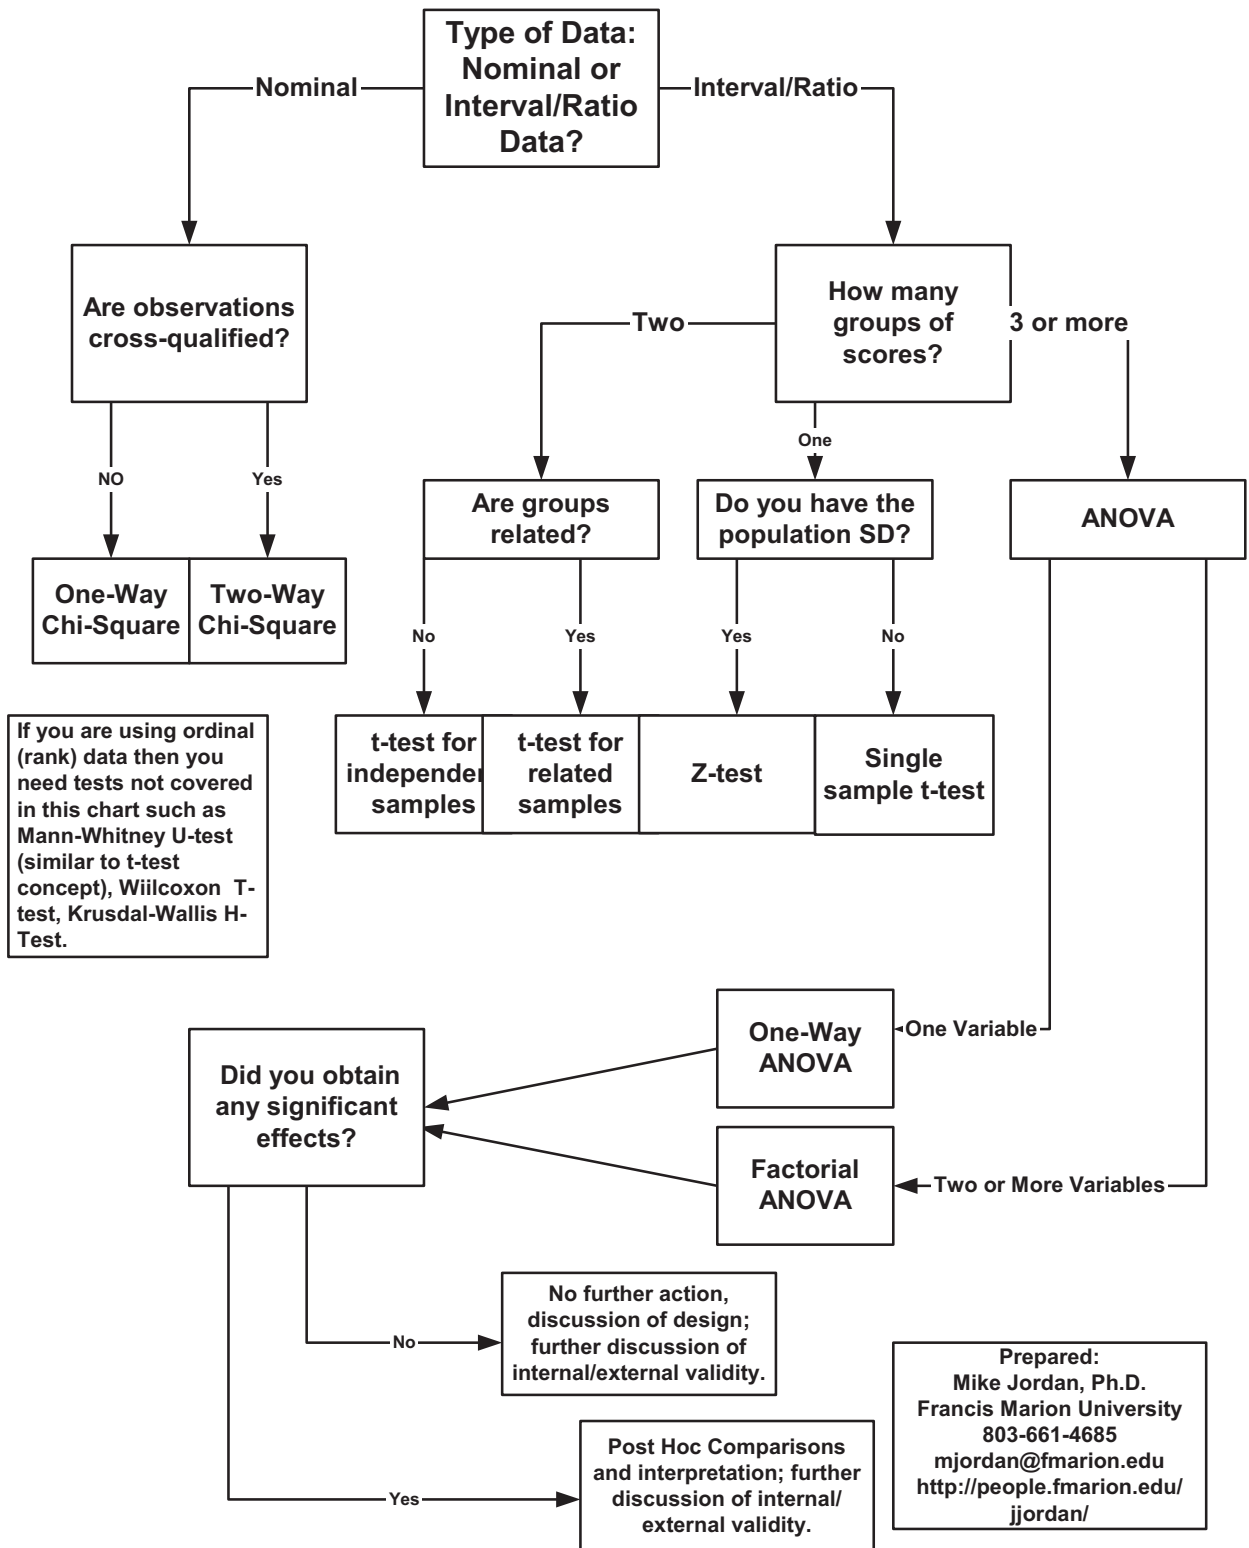 Type of Data:
Nominal or
Interval/Ratio
Data?
Nominal
Interval/Ratio
Are observations
cross-qualified?
How many
groups of
scores?
Two
3 or more
One
NO
Yes
Are groups
related?
Do you have the
population SD?
ANOVA
One-Way
Chi-Square
Two-Way
Chi-Square
No
Yes
Yes
No
If you are using ordinal
(rank) data then you
need tests not covered
in this chart such as
Mann-Whitney U-test
(similar to t-test
concept), Wiilcoxon T-
test, Krusdal-Wallis H-
Test.
t-test for
independen
samples
t-test for
related
samples
Z-test
Single
sample t-test
One-Way
ANOVA
One Variable
Did you obtain
any significant
effects?
Factorial
ANOVA
Two or More Variables
No
No further action,
discussion of design;
further discussion of
internal/external validity.
Yes
Post Hoc Comparisons
and interpretation; further
discussion of internal/
external validity.
Prepared:
Mike Jordan, Ph.D.
Francis Marion University
803-661-4685
mjordan@fmarion.edu
http://people.fmarion.edu/
jjordan/